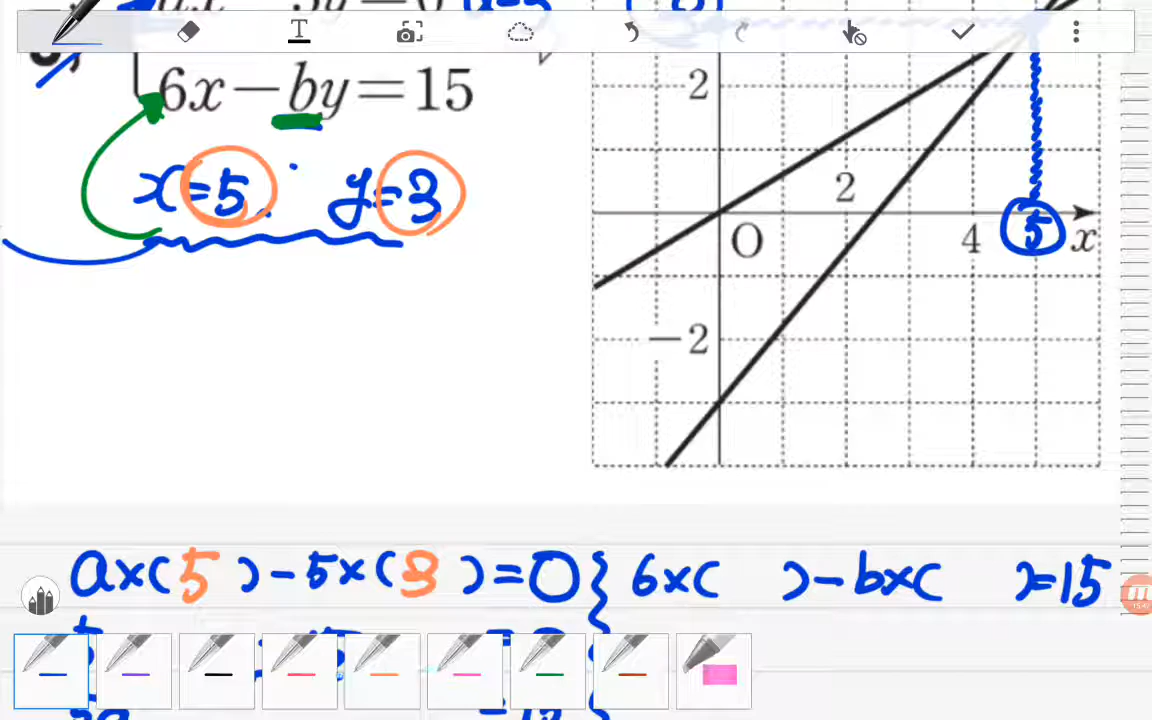 6x−by=15
x=5. y=3
2
2
O
4
5
x
−2
a×(5)−5×(3)=0 { 6×( )−b×( )=15